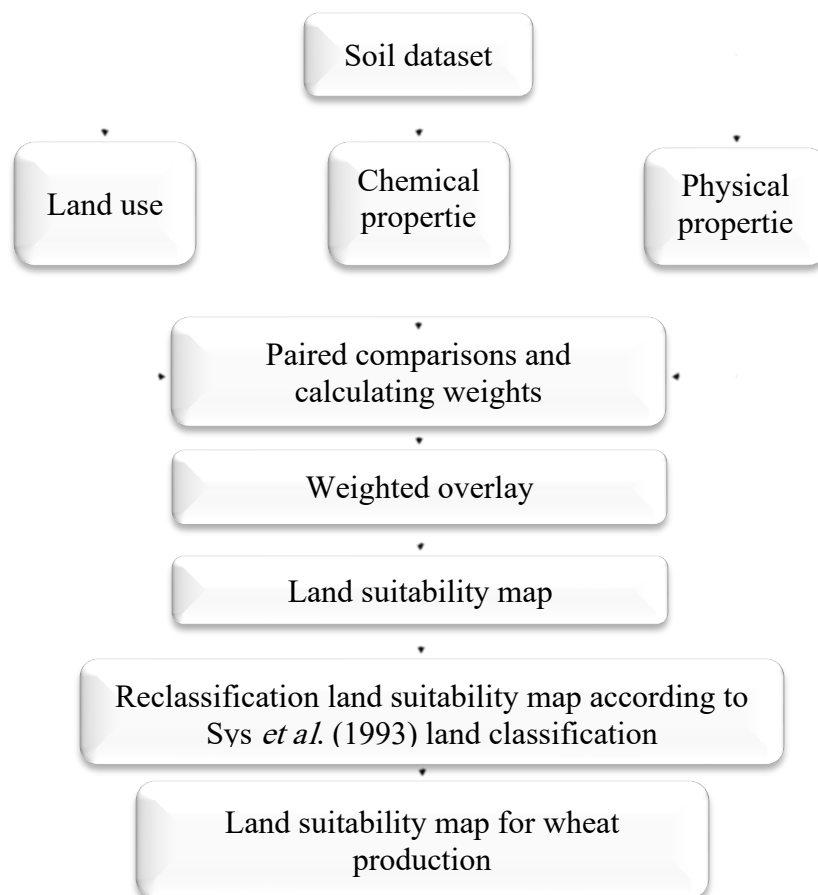 Soil dataset
Land use
Chemical
propertie
Physical
propertie
Paired comparisons and
calculating weights
Weighted overlay
Land suitability map
Reclassification land suitability map according to
Sys et al. (1993) land classification
Land suitability map for wheat
production